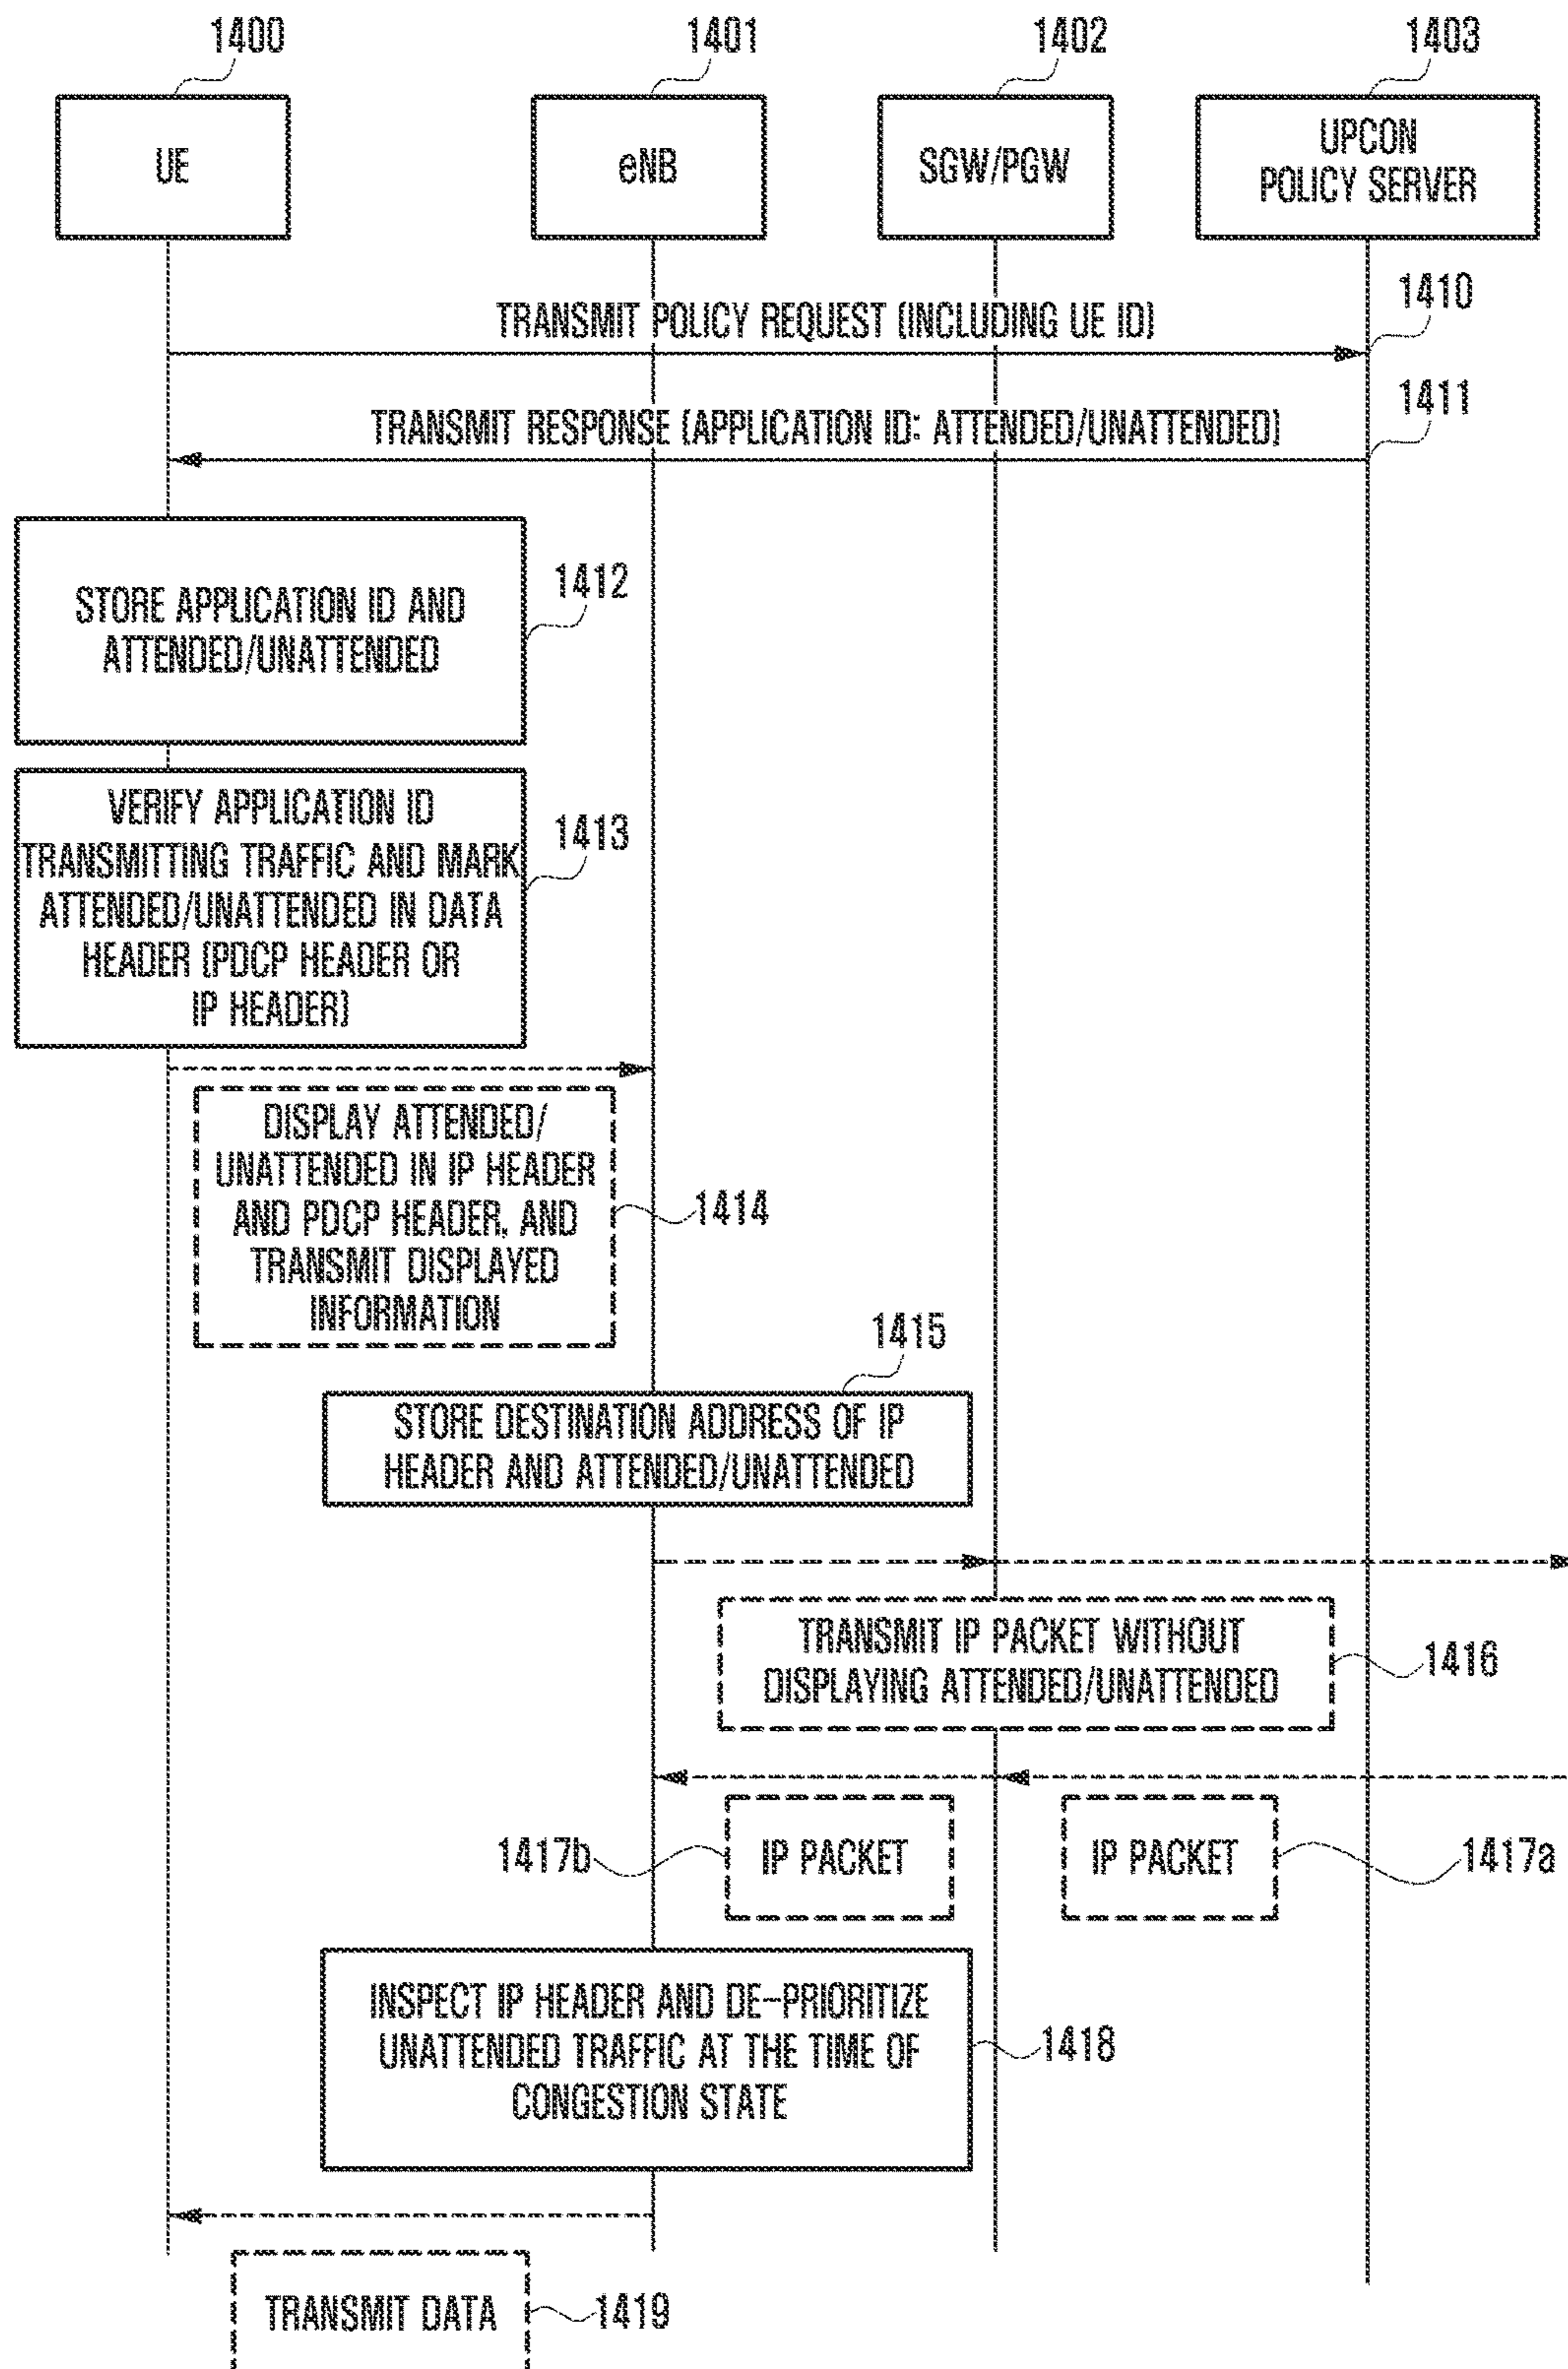 1400
1401
1402
1403
UE
eNB
SGW/PGW
UPCON
POLICY SERVER
1410
TRANSMIT POLICY REQUEST (INCLUDING UE ID)
1411
TRANSMIT RESPONSE (APPLICATION ID: ATTENDED/UNATTENDED)
STORE APPLICATION ID AND
ATTENDED/UNATTENDED
1412
VERIFY APPLICATION ID
TRANSMITTING TRAFFIC AND MARK
ATTENDED/UNATTENDED IN DATA
HEADER (PDCP HEADER OR
IP HEADER)
1413
DISPLAY ATTENDED/
UNATTENDED IN IP HEADER
AND PDCP HEADER, AND
TRANSMIT DISPLAYED
INFORMATION
1414
1415
STORE DESTINATION ADDRESS OF IP
HEADER AND ATTENDED/UNATTENDED
TRANSMIT IP PACKET WITHOUT
DISPLAYING ATTENDED/UNATTENDED
1416
1417b
IP PACKET
IP PACKET
1417a
INSPECT IP HEADER AND DE-PRIORITIZE
UNATTENDED TRAFFIC AT THE TIME OF
CONGESTION STATE
1418
TRANSMIT DATA
1419